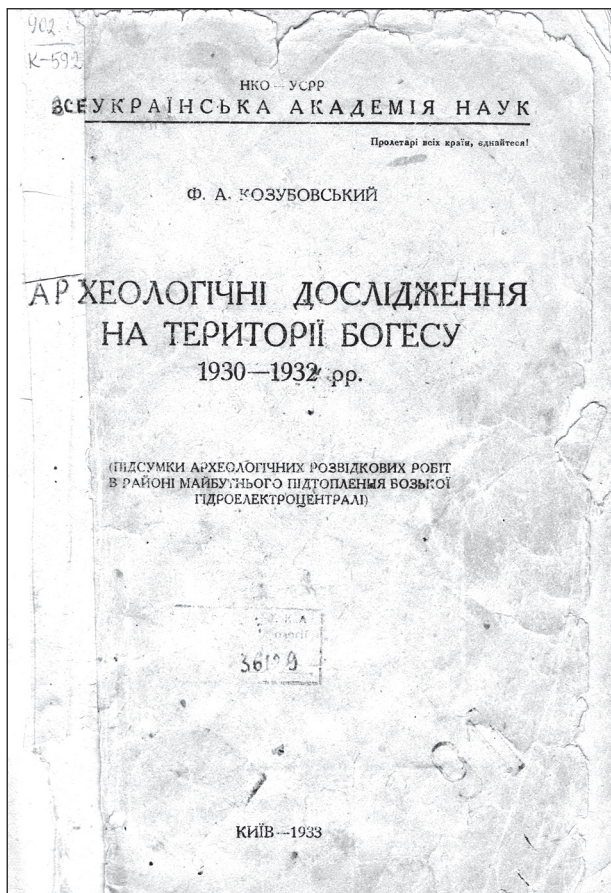 902
К-592
НКО — УСРР
ВСЕУКРАЇНСЬКА АКАДЕМІЯ НАУК
Пролетарі всіх країн, єднайтеся!
Ф. А. КОЗУБОВСЬКИЙ
АРХЕОЛОГІЧНІ ДОСЛІДЖЕННЯ
НА ТЕРИТОРІЇ БОГЕСУ
1930—1932 рр.
(ПІДСУМКИ АРХЕОЛОГІЧНИХ РОЗВІДКОВИХ РОБІТ
В РАЙОНІ МАЙБУТНЬОГО ПІДТОПЛЕННЯ БОЗЬКОЇ
ГІДРОЕЛЕКТРОЦЕНТРАЛІ)
КИЇВ—1933